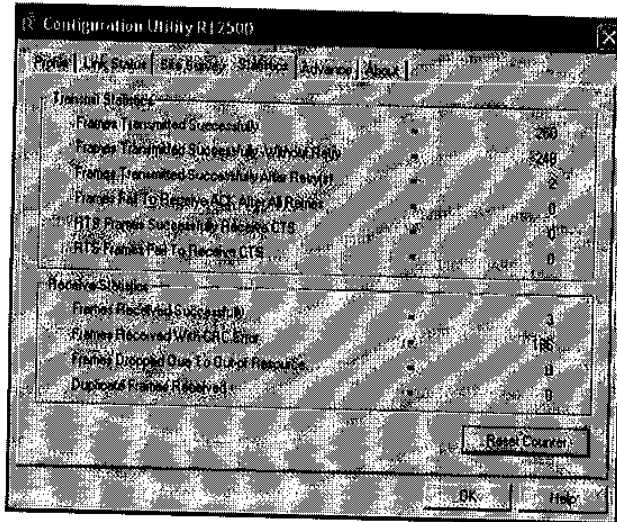 Configuration Utility RT2500
Profile Link Status Site Survey Statistics Advance About
Transmit Statistics
Frames Transmitted Successfully = 250
Frames Transmitted Successfully Without Retry = 248
Frames Transmitted Successfully After Retry(s) = 2
Frames Fail To Receive ACK After All Retries = 0
RTS Frames Successfully Receive CTS = 0
RTS Frames Fail To Receive CTS = 0
Receive Statistics
Frames Received Successfully = 3
Frames Received With CRC Error = 186
Frames Dropped Due To Out-of Resource = 0
Duplicate Frames Received = 0
Reset Counter
OK Help